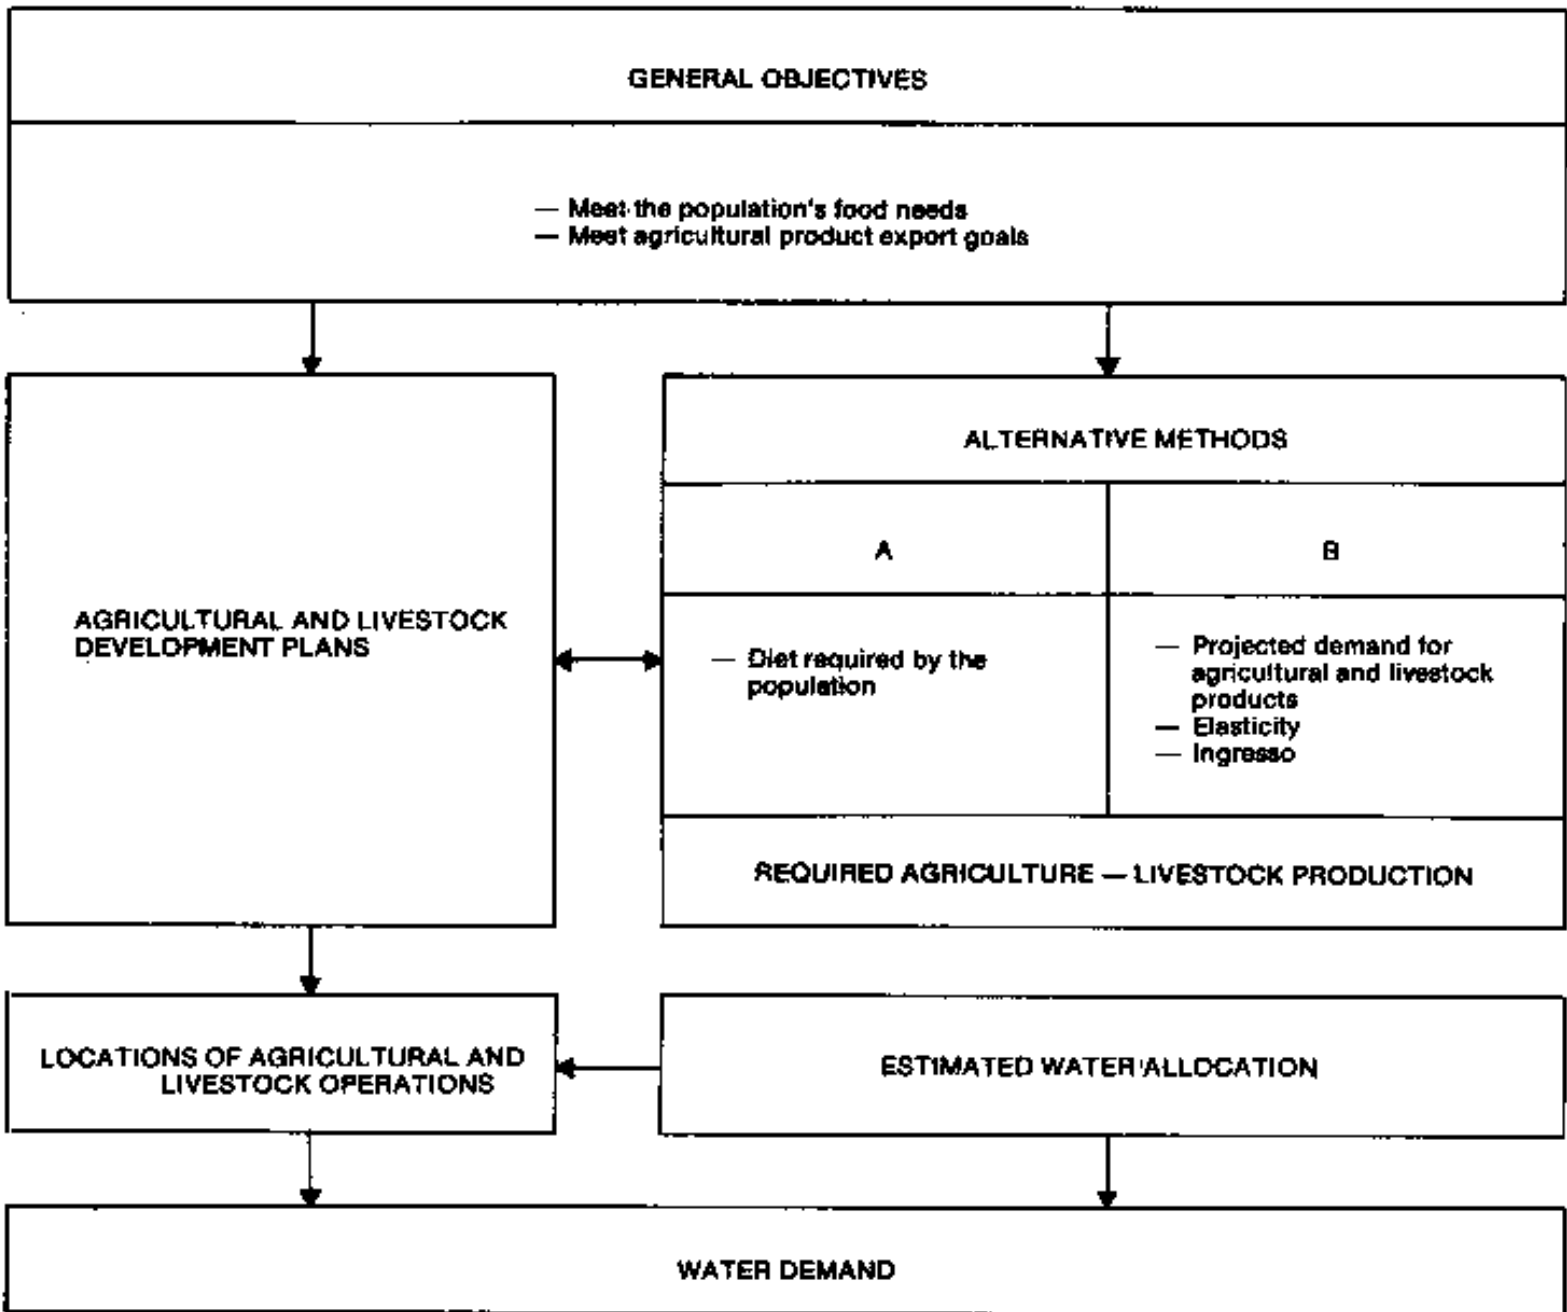 GENERAL OBJECTIVES
— Meet the population's food needs
— Meet agricultural product export goals
ALTERNATIVE METHODS
A
B
AGRICULTURAL AND LIVESTOCK
DEVELOPMENT PLANS
— Diet required by the
population
— Projected demand for
agricultural and livestock
products
— Elasticity
— Ingresso
REQUIRED AGRICULTURE — LIVESTOCK PRODUCTION
LOCATIONS OF AGRICULTURAL AND
LIVESTOCK OPERATIONS
ESTIMATED WATER ALLOCATION
WATER DEMAND